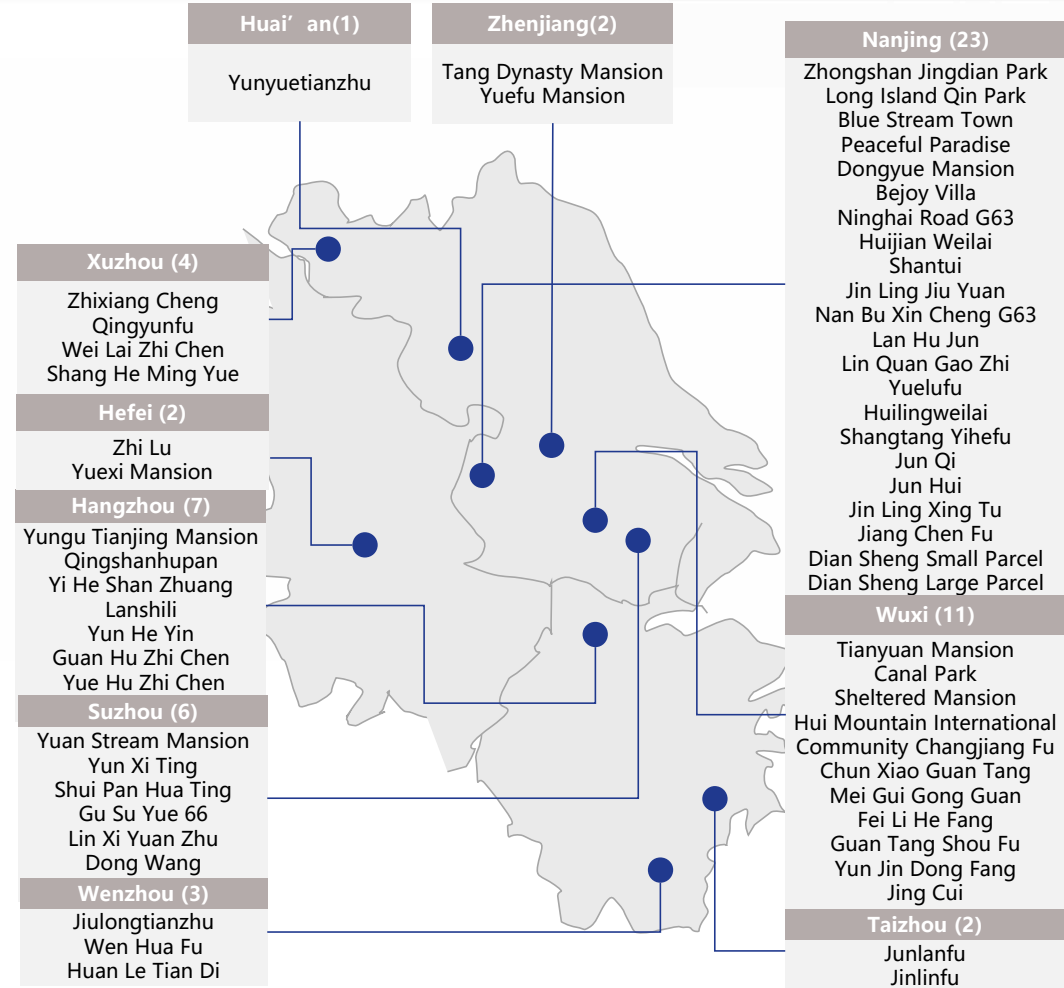 Huai’ an(1)
Yunyuetianzhu
Zhenjiang(2)
Tang Dynasty Mansion
Yuefu Mansion
Nanjing (23)
Zhongshan Jingdian Park
Long Island Qin Park
Blue Stream Town
Peaceful Paradise
Dongyue Mansion
Bejoy Villa
Ninghai Road G63
Huijian Weilai
Shantui
Jin Ling Jiu Yuan
Nan Bu Xin Cheng G63
Lan Hu Jun
Lin Quan Gao Zhi
Yuelufu
Huilingweilai
Shangtang Yihefu
Jun Qi
Jun Hui
Jin Ling Xing Tu
Jiang Chen Fu
Dian Sheng Small Parcel
Dian Sheng Large Parcel
Xuzhou (4)
Zhixiang Cheng
Qingyunfu
Wei Lai Zhi Chen
Shang He Ming Yue
Hefei (2)
Zhi Lu
Yuexi Mansion
Hangzhou (7)
Yungu Tianjing Mansion
Qingshanhupan
Yi He Shan Zhuang
Lanshili
Yun He Yin
Guan Hu Zhi Chen
Yue Hu Zhi Chen
Suzhou (6)
Yuan Stream Mansion
Yun Xi Ting
Shui Pan Hua Ting
Gu Su Yue 66
Lin Xi Yuan Zhu
Dong Wang
Wenzhou (3)
Jiulongtianzhu
Wen Hua Fu
Huan Le Tian Di
Wuxi (11)
Tianyuan Mansion
Canal Park
Sheltered Mansion
Hui Mountain International
Community Changjiang Fu
Chun Xiao Guan Tang
Mei Gui Gong Guan
Fei Li He Fang
Guan Tang Shou Fu
Yun Jin Dong Fang
Jing Cui
Taizhou (2)
Junlanfu
Jinlinfu